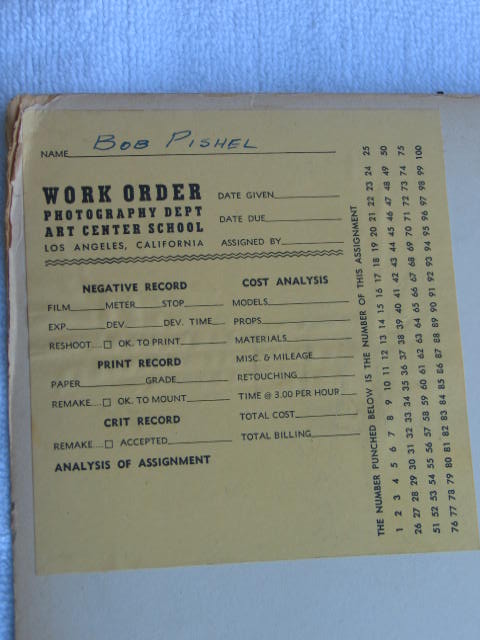 NAME BOB PISHEL
WORK ORDER
PHOTOGRAPHY DEPT
ART CENTER SCHOOL
LOS ANGELES, CALIFORNIA
DATE GIVEN
DATE DUE
ASSIGNED BY
NEGATIVE RECORD
FILM METER STOP
EXP. DEV. DEV. TIME
RESHOOT.... OK. TO PRINT
PRINT RECORD
PAPER GRADE
REMAKE.... OK. TO MOUNT
CRIT RECORD
REMAKE.... ACCEPTED
ANALYSIS OF ASSIGNMENT
COST ANALYSIS
MODELS
PROPS
MATERIALS
MISC. & MILEAGE
RETOUCHING
TIME @ 3.00 PER HOUR
TOTAL COST
TOTAL BILLING
THE NUMBER PUNCHED BELOW IS THE NUMBER OF THIS ASSIGNMENT
1 2 3 4 5 6 7 8 9 10 11 12 13 14 15 16 17 18 19 20 21 22 23 24 25
26 27 28 29 30 31 32 33 34 35 36 37 38 39 40 41 42 43 44 45 46 47 48 49 50
51 52 53 54 55 56 57 58 59 60 61 62 63 64 65 66 67 68 69 70 71 72 73 74 75
76 77 78 79 80 81 82 83 84 85 86 87 88 89 90 91 92 93 94 95 96 97 98 99 100